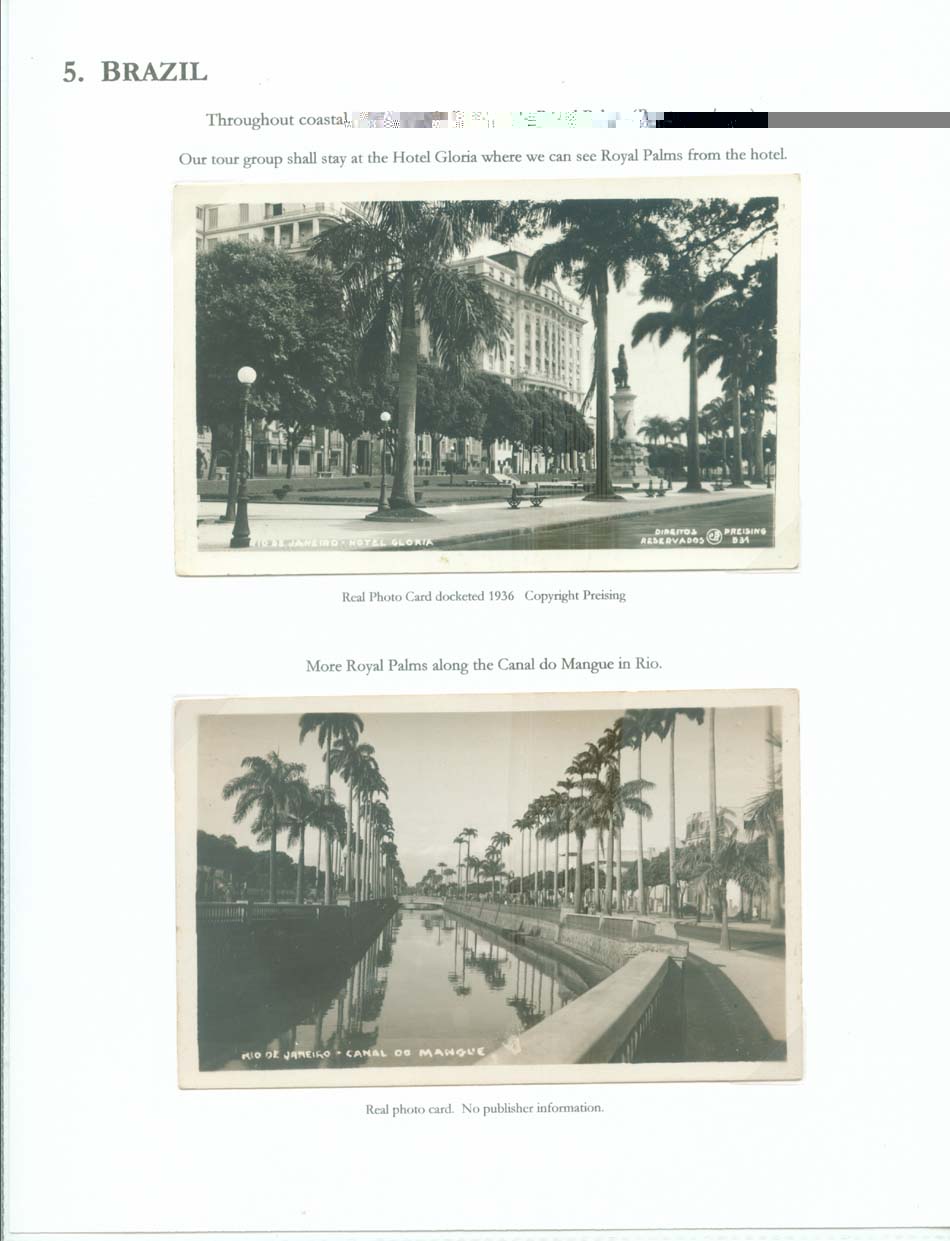 5. BRAZIL
Throughout coastal
Our tour group shall stay at the Hotel Gloria where we can see Royal Palms from the hotel.
RIO DE JANEIRO - HOTEL GLORIA
DIREITOS PREISING
RESERVADOS 531
Real Photo Card docketed 1936 Copyright Preising
More Royal Palms along the Canal do Mangue in Rio.
RIO DE JANEIRO - CANAL DO MANGUE
Real photo card. No publisher information.